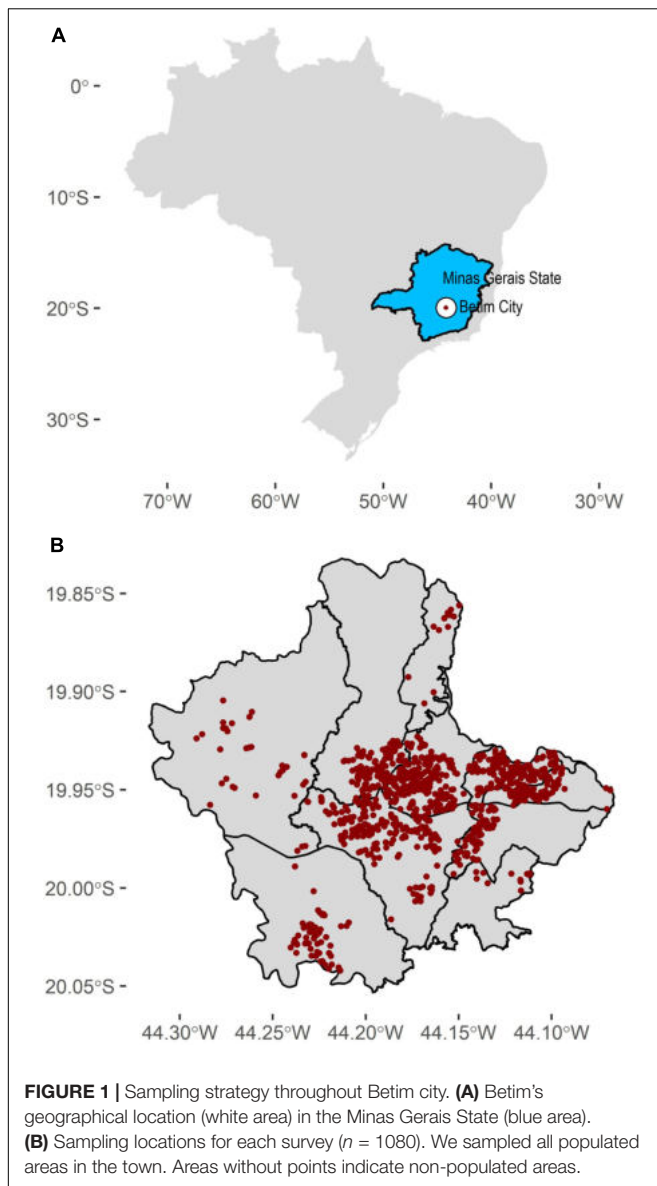 A
0°
10°S
20°S
30°S
Minas Gerais State
Betim City
70°W 60°W 50°W 40°W 30°W
B
19.85°S
19.90°S
19.95°S
20.00°S
20.05°S
44.30°W 44.25°W 44.20°W 44.15°W 44.10°W
FIGURE 1 | Sampling strategy throughout Betim city. (A) Betim's
geographical location (white area) in the Minas Gerais State (blue area).
(B) Sampling locations for each survey (n = 1080). We sampled all populated
areas in the town. Areas without points indicate non-populated areas.